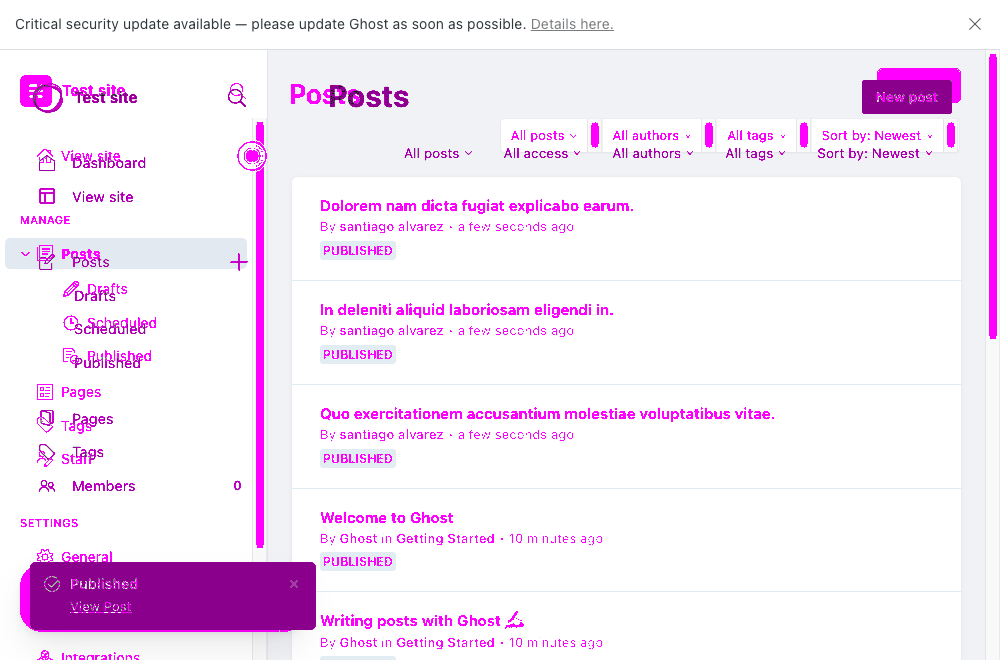 Critical security update available — please update Ghost as soon as possible. Details here.
Test site
Test site
View site
Dashboard
View site
MANAGE
Posts
Posts
Drafts
Drafts
Scheduled
Scheduled
Published
Published
Pages
Pages
Tags
Tags
Staff
Members 0
SETTINGS
General
Published
View Post
Integrations
Posts
Posts
New post
All posts All authors All tags Sort by: Newest
All posts All access All authors All tags Sort by: Newest
Dolorem nam dicta fugiat explicabo earum.
By santiago alvarez · a few seconds ago
PUBLISHED
In deleniti aliquid laboriosam eligendi in.
By santiago alvarez · a few seconds ago
PUBLISHED
Quo exercitationem accusantium molestiae voluptatibus vitae.
By santiago alvarez · a few seconds ago
PUBLISHED
Welcome to Ghost
By Ghost in Getting Started · 10 minutes ago
PUBLISHED
Writing posts with Ghost ✍️
By Ghost in Getting Started · 10 minutes ago